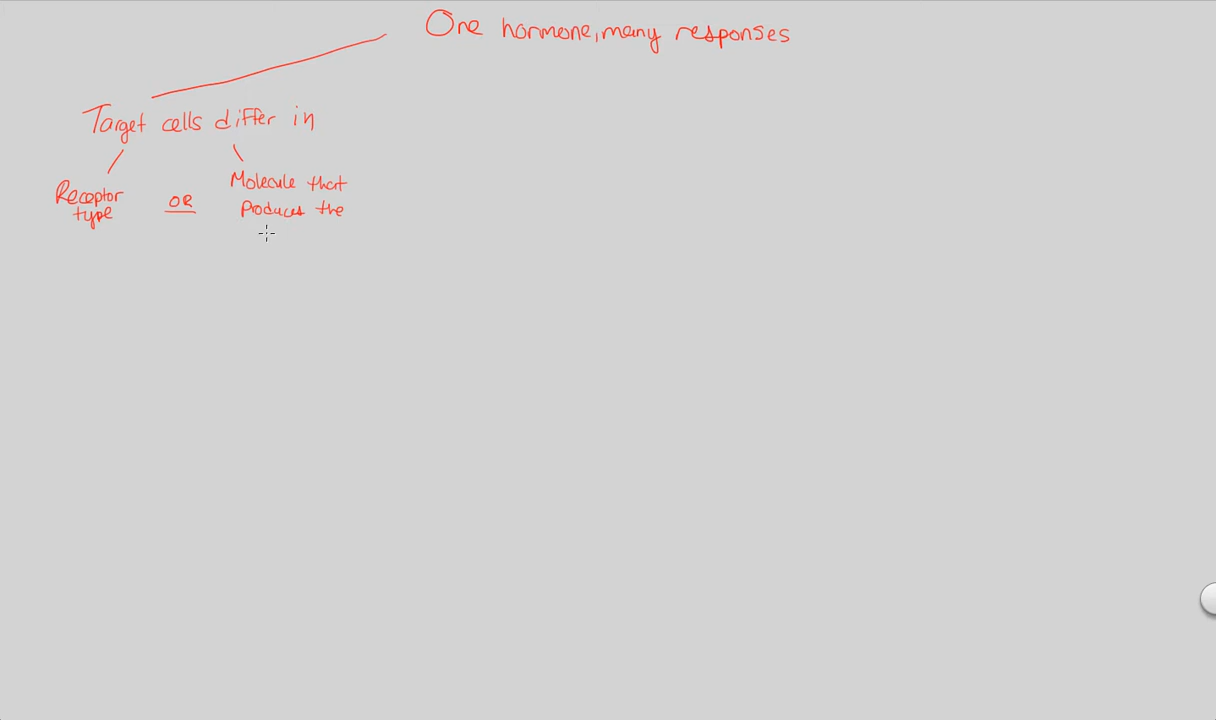 One hormone, many responses
Target cells differ in
Receptor
type
OR
Molecule that
Produces the